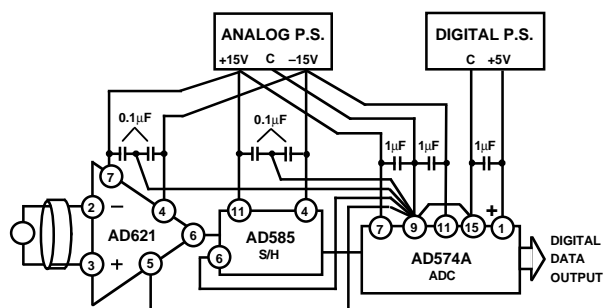 ANALOG P.S.
+15V C –15V
DIGITAL P.S.
C +5V
0.1µF
0.1µF
1µF
1µF
1µF
7
2
–
3
+
4
5
6
AD621
11
4
6
AD585
S/H
7
9
11
15
+
1
AD574A
ADC
DIGITAL
DATA
OUTPUT